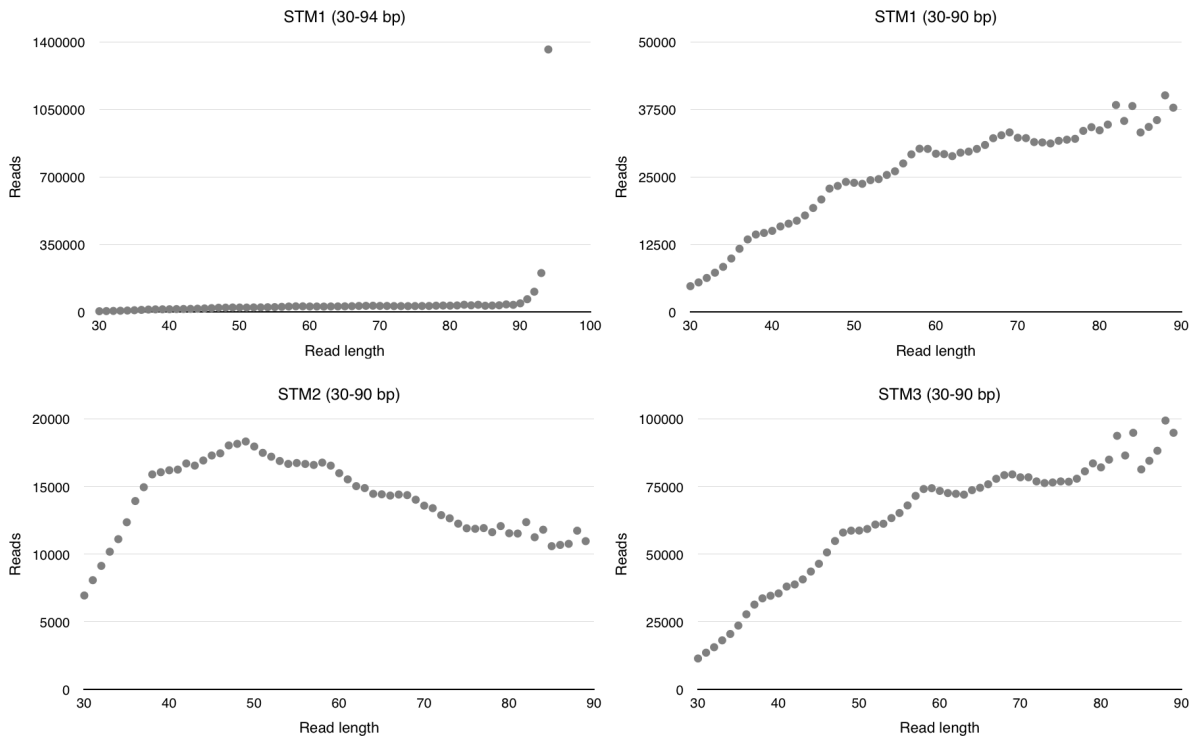 STM1 (30-94 bp)
1400000
1050000
700000
350000
0
Reads
30 40 50 60 70 80 90 100
Read length
STM1 (30-90 bp)
50000
37500
25000
12500
0
Reads
30 40 50 60 70 80 90
Read length
STM2 (30-90 bp)
20000
15000
10000
5000
0
Reads
30 40 50 60 70 80 90
Read length
STM3 (30-90 bp)
100000
75000
50000
25000
0
Reads
30 40 50 60 70 80 90
Read length